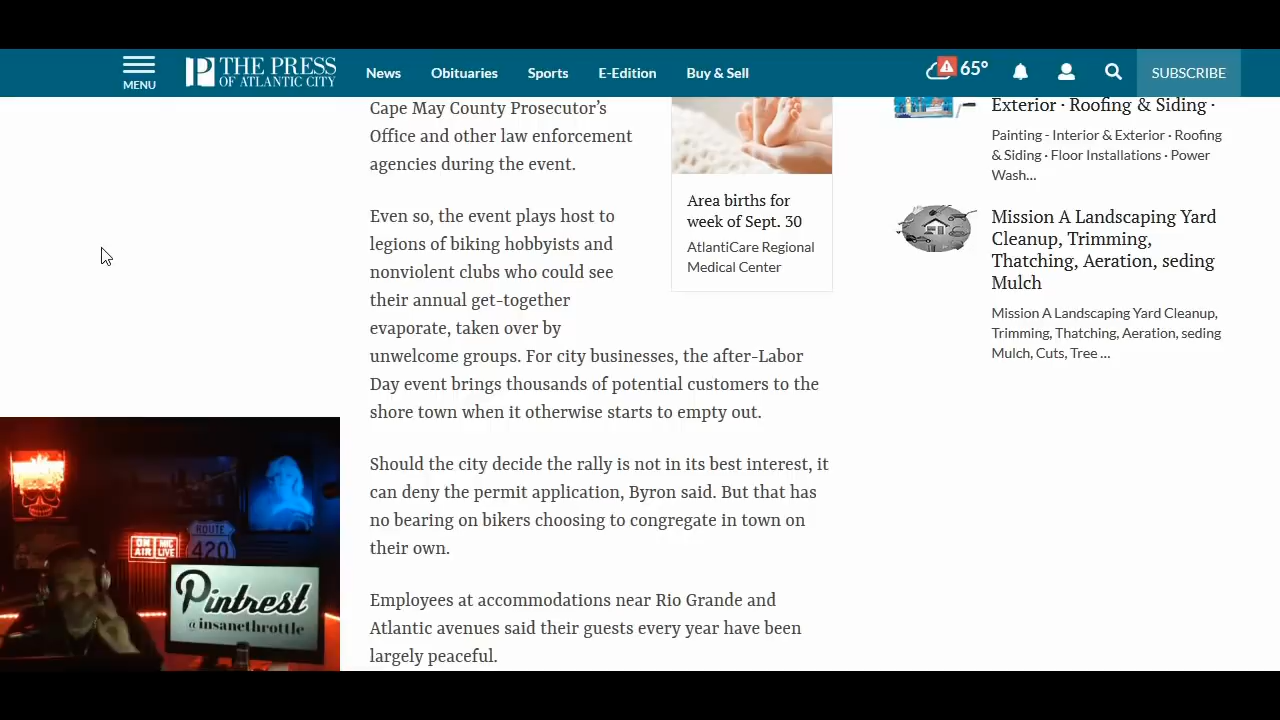 MENU
THE PRESS
OF ATLANTIC CITY
News
Obituaries
Sports
E-Edition
Buy & Sell
65°
SUBSCRIBE
Cape May County Prosecutor's
Office and other law enforcement
agencies during the event.
Even so, the event plays host to
legions of biking hobbyists and
nonviolent clubs who could see
their annual get-together
evaporate, taken over by
unwelcome groups. For city businesses, the after-Labor
Day event brings thousands of potential customers to the
shore town when it otherwise starts to empty out.
Should the city decide the rally is not in its best interest, it
can deny the permit application, Byron said. But that has
no bearing on bikers choosing to congregate in town on
their own.
Employees at accommodations near Rio Grande and
Atlantic avenues said their guests every year have been
largely peaceful.
Area births for
week of Sept. 30
AtlantiCare Regional
Medical Center
Exterior · Roofing & Siding ·
Painting - Interior & Exterior · Roofing
& Siding · Floor Installations · Power
Wash...
Mission A Landscaping Yard
Cleanup, Trimming,
Thatching, Aeration, seding
Mulch
Mission A Landscaping Yard Cleanup,
Trimming, Thatching, Aeration, seding
Mulch, Cuts, Tree ...
ON AIR
MIC LIVE
ROUTE
420
Pintrest
@insanethrottle